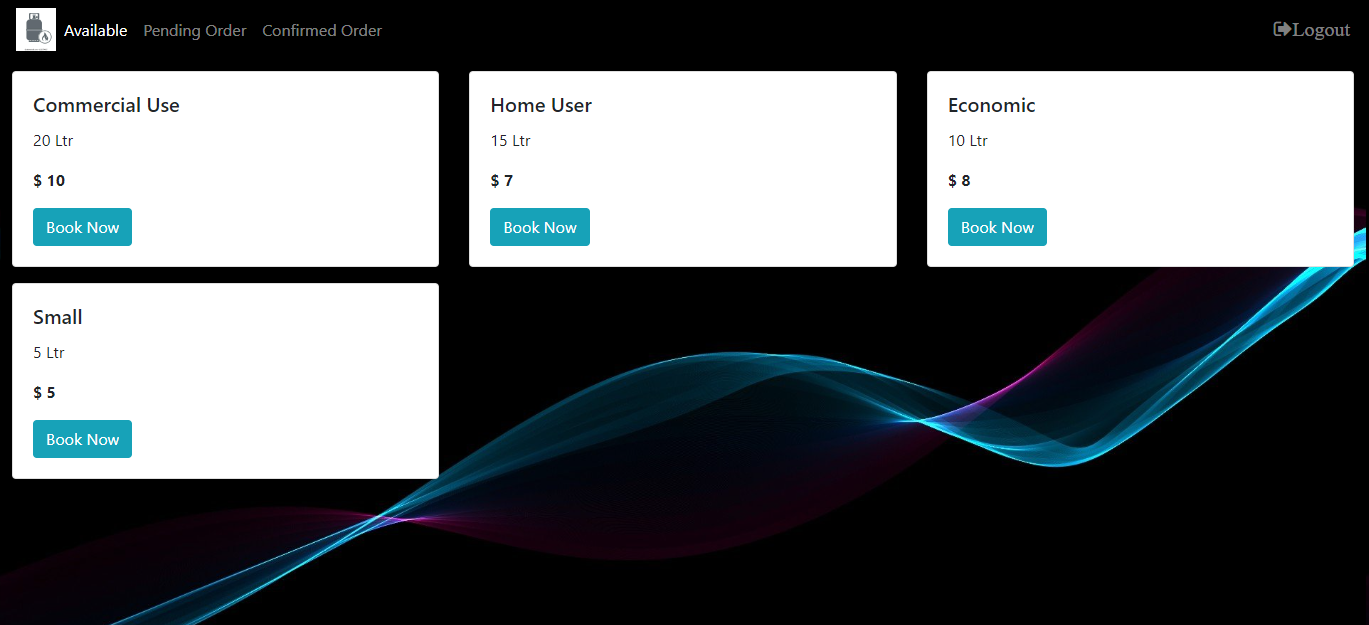 Available Pending Order Confirmed Order Logout
Commercial Use
20 Ltr
$ 10
Book Now
Home User
15 Ltr
$ 7
Book Now
Economic
10 Ltr
$ 8
Book Now
Small
5 Ltr
$ 5
Book Now